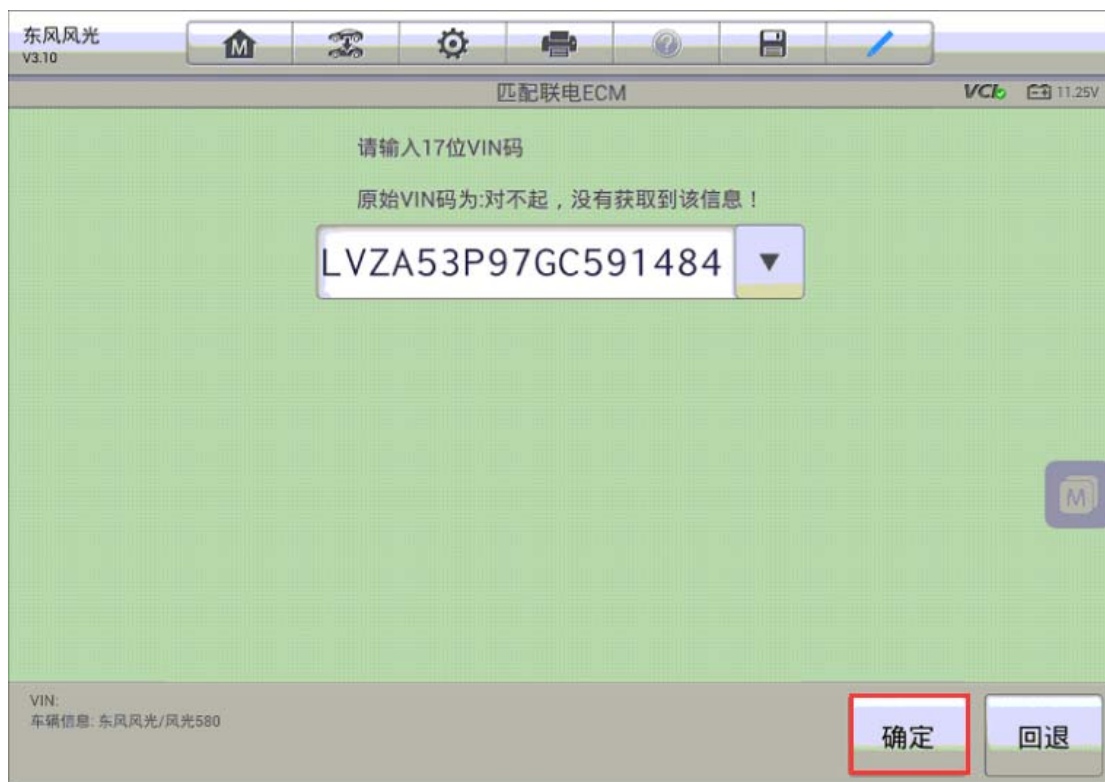 东风风光
V3.10
M
匹配联电ECM
VCI
11.25V
请输入17位VIN码
原始VIN码为:对不起，没有获取到该信息！
LVZA53P97GC591484
M
VIN:
车辆信息: 东风风光/风光580
确定
回退